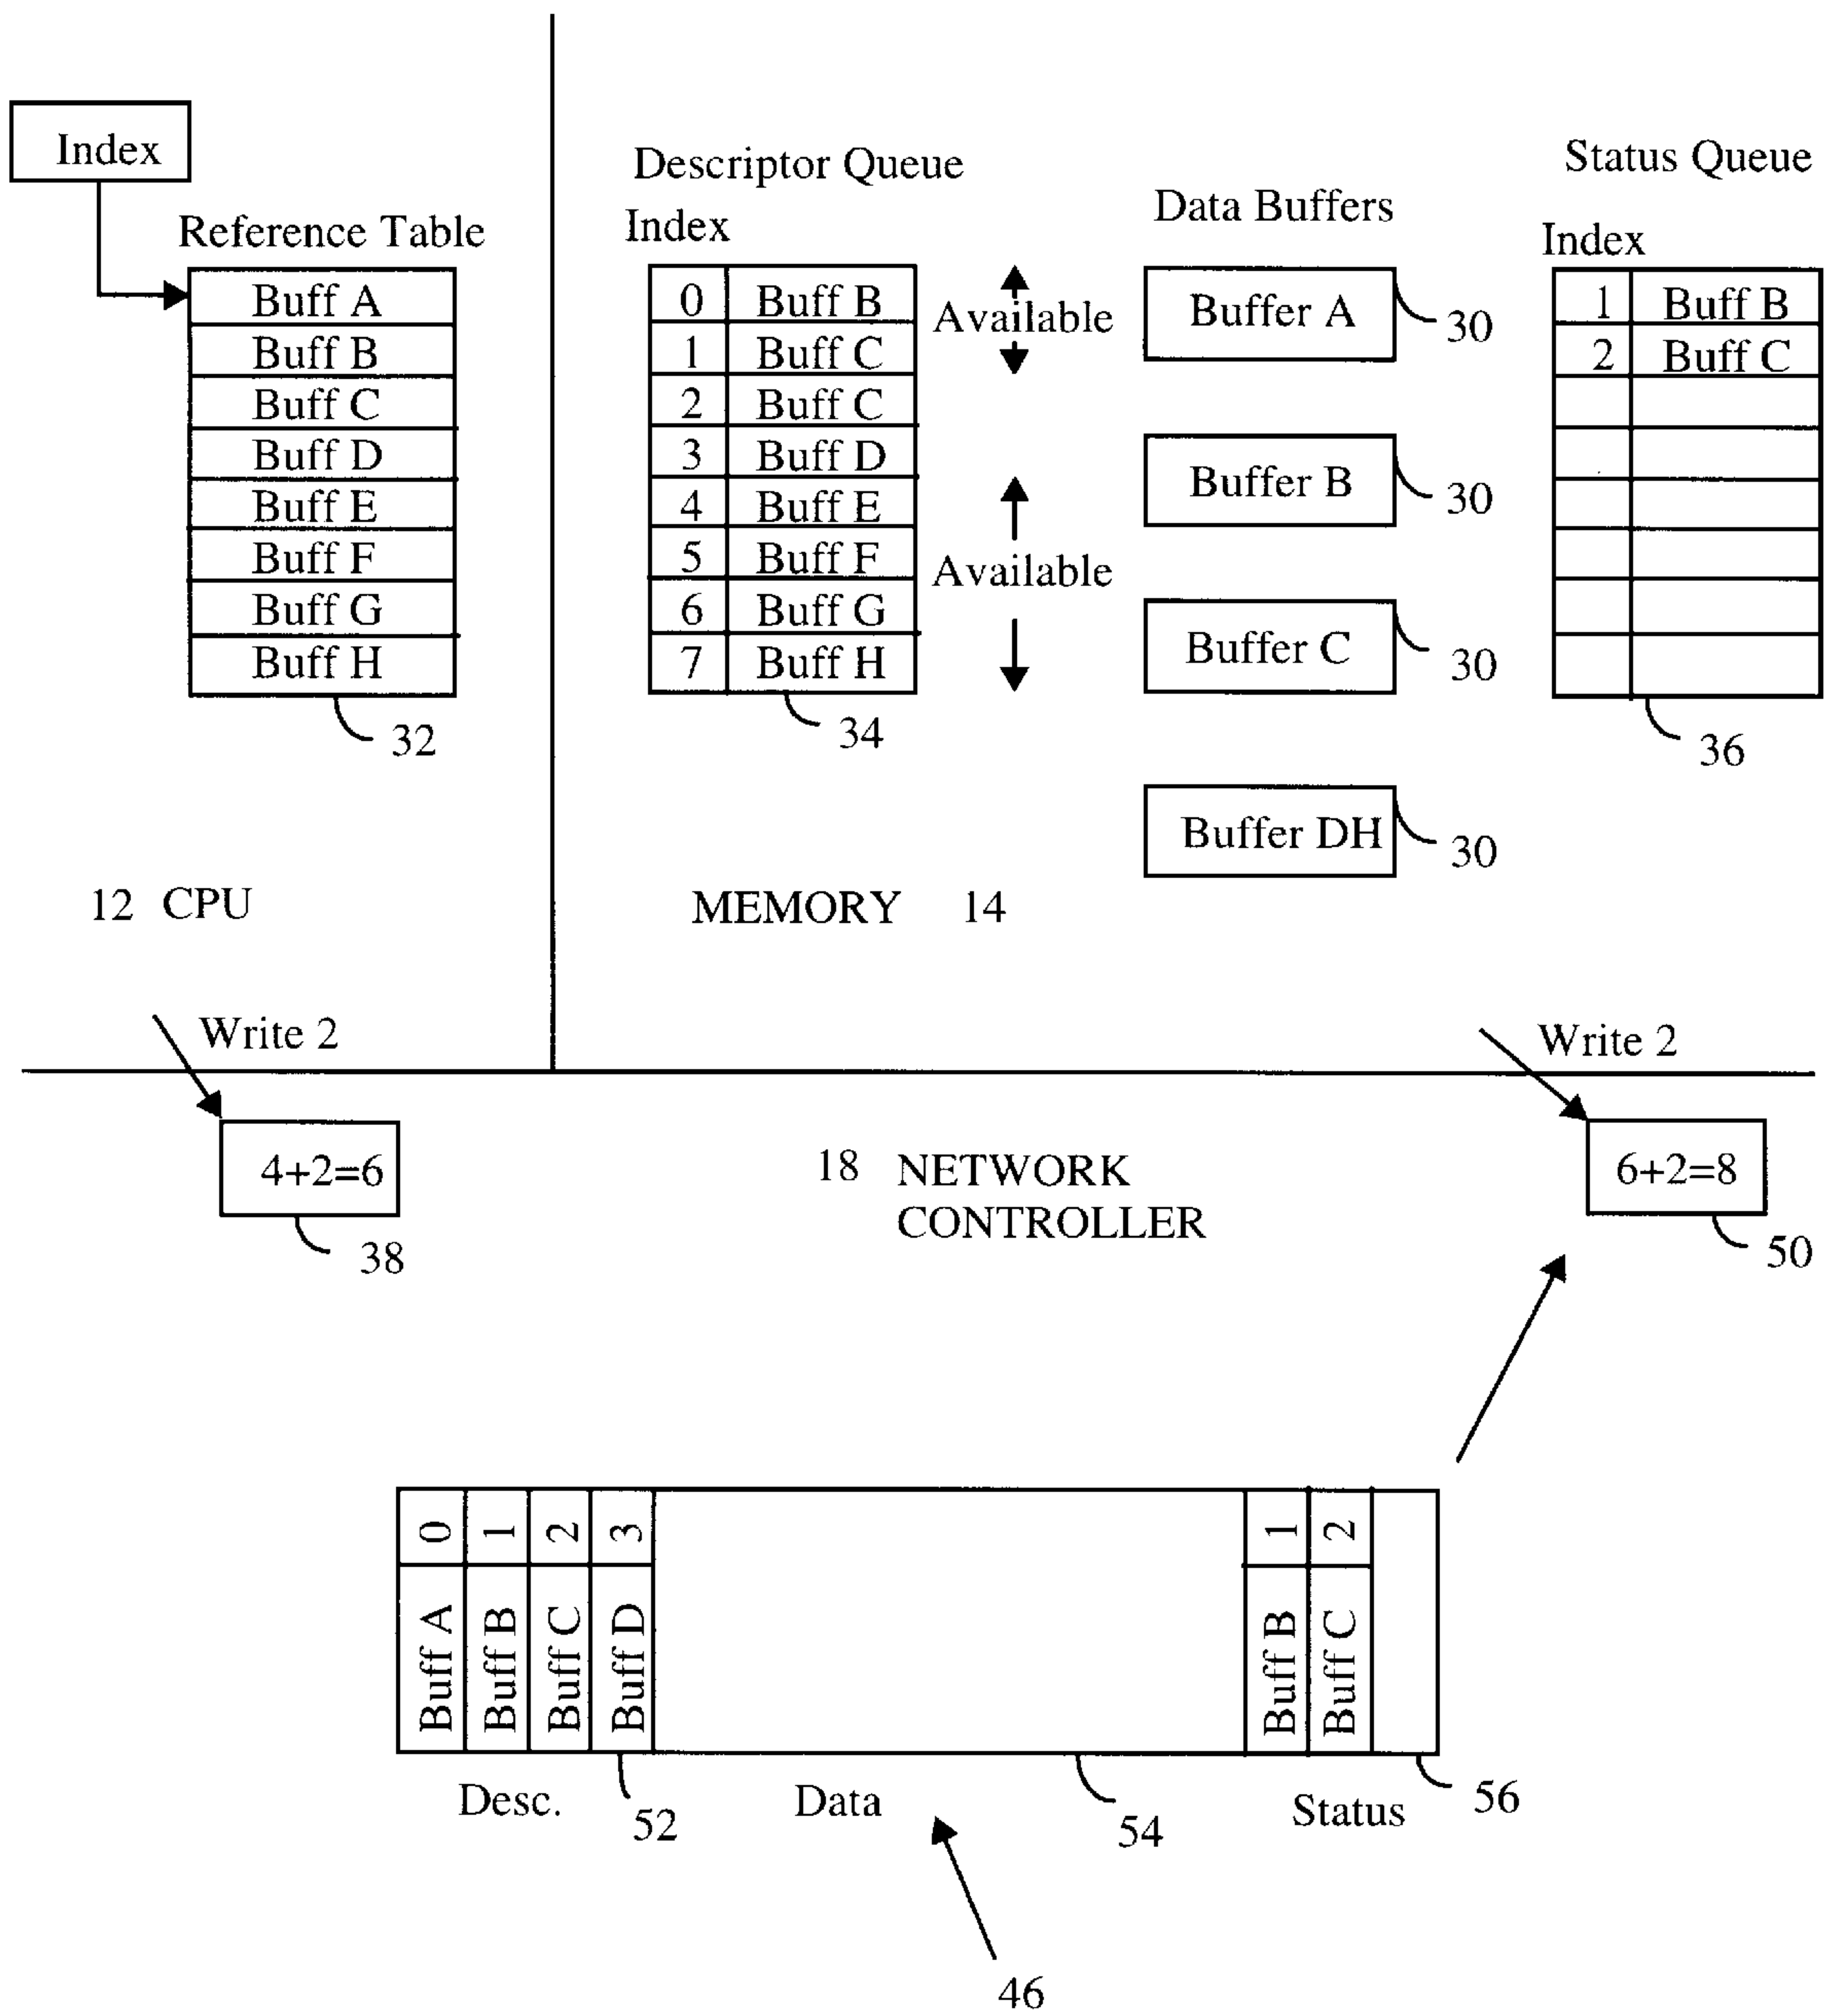 Index
Reference Table
Buff A
Buff B
Buff C
Buff D
Buff E
Buff F
Buff G
Buff H
32
12 CPU
Descriptor Queue
Index
0 Buff B
1 Buff C
2 Buff C
3 Buff D
4 Buff E
5 Buff F
6 Buff G
7 Buff H
34
Available
Available
Data Buffers
Buffer A
30
Buffer B
30
Buffer C
30
Buffer DH
30
Status Queue
Index
1 Buff B
2 Buff C
36
MEMORY 14
Write 2
4+2=6
38
18 NETWORK
CONTROLLER
Write 2
6+2=8
50
Buff A 0
Buff B 1
Buff C 2
Buff D 3
Buff B 1
Buff C 2
Desc.
52
Data
54
Status
56
46